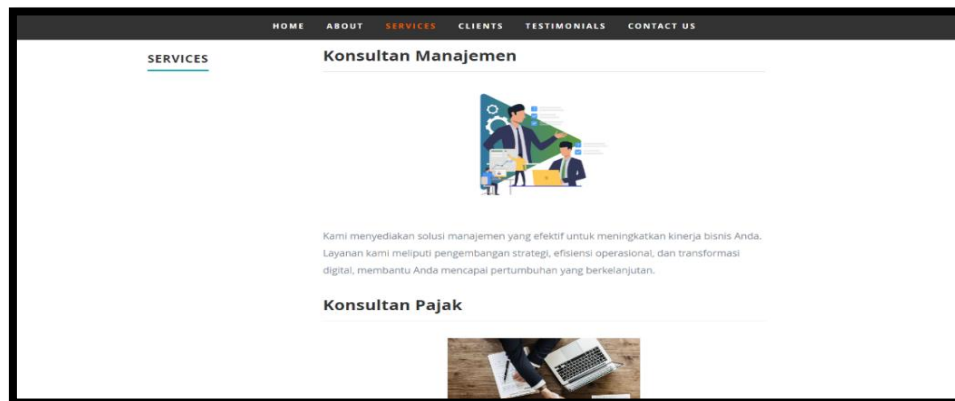 HOME ABOUT SERVICES CLIENTS TESTIMONIALS CONTACT US
SERVICES
Konsultan Manajemen
Kami menyediakan solusi manajemen yang efektif untuk meningkatkan kinerja bisnis Anda.
Layanan kami meliputi pengembangan strategi, efisiensi operasional, dan transformasi
digital, membantu Anda mencapai pertumbuhan yang berkelanjutan.
Konsultan Pajak